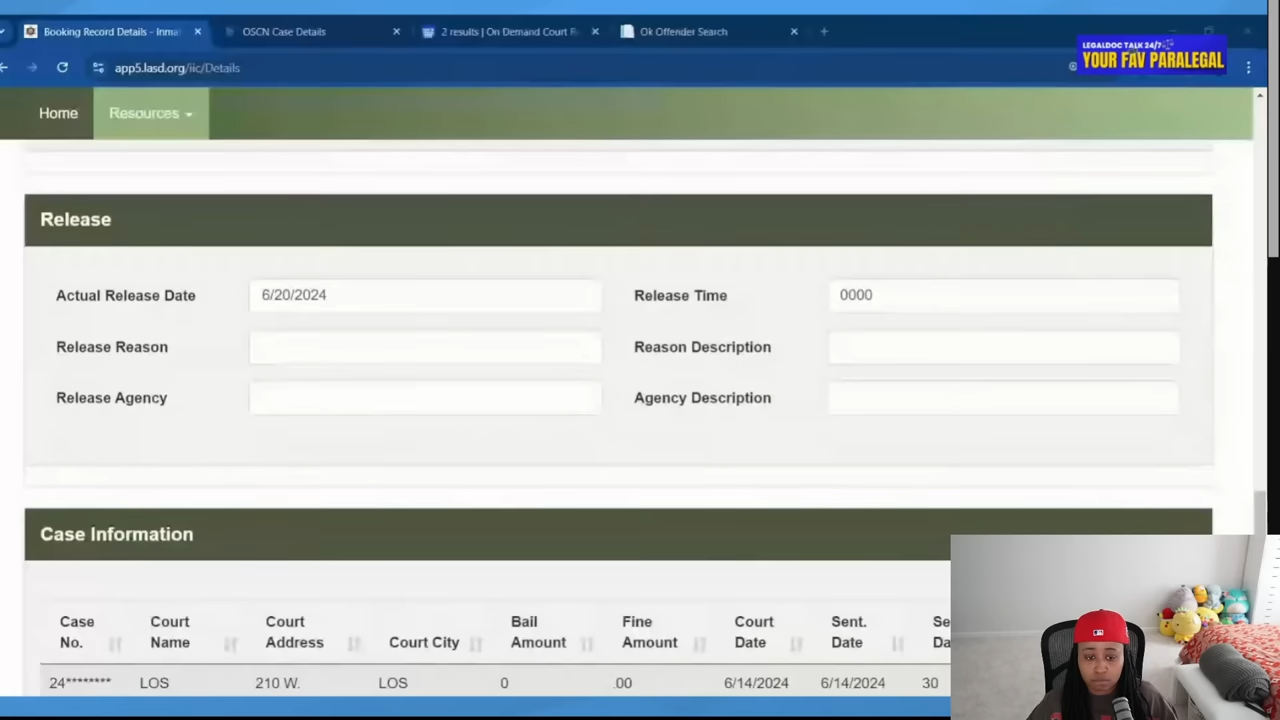 Booking Record Details - Inma
OSCN Case Details
2 results | On Demand Court R
Ok Offender Search
app5.lasd.org/iic/Details
LEGALDOC TALK 24/7
YOUR FAV PARALEGAL
Home
Resources
Release
Actual Release Date 6/20/2024 Release Time 0000
Release Reason Reason Description
Release Agency Agency Description
Case Information
Case Court Court Bail Fine Court Sent. Se
No. Name Address Court City Amount Amount Date Date Da
24******** LOS 210 W. LOS 0 .00 6/14/2024 6/14/2024 30